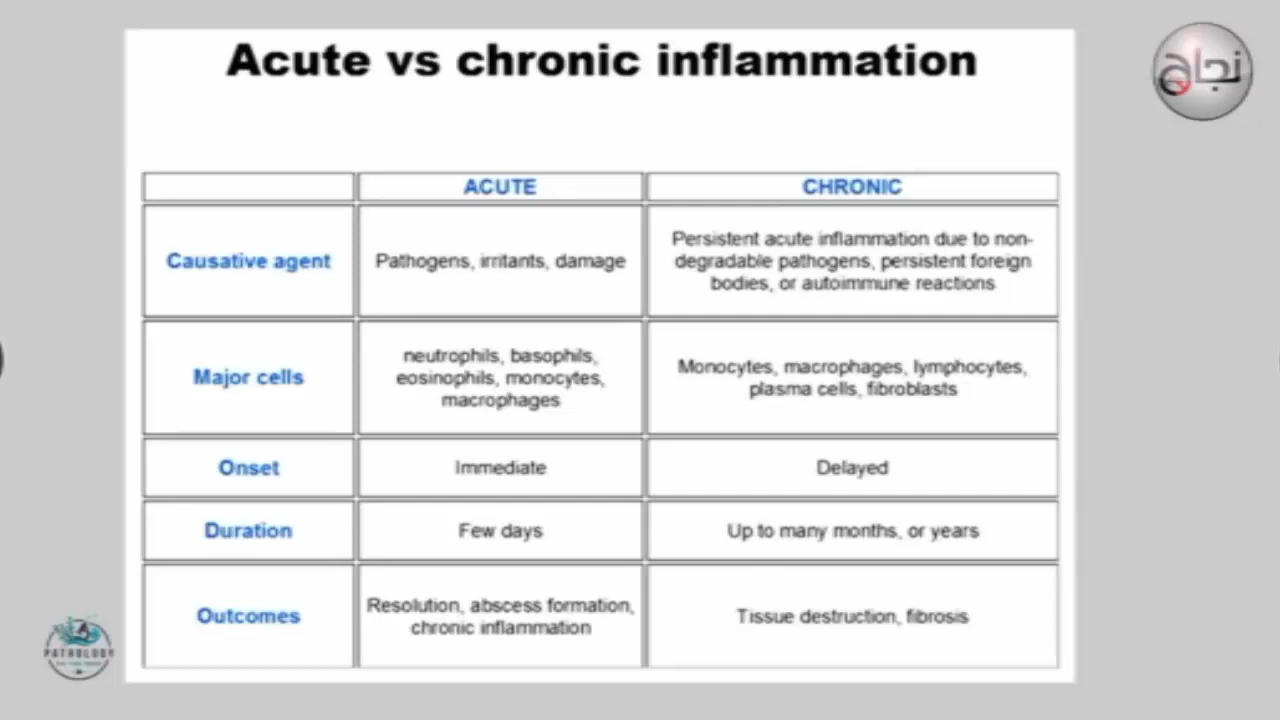 Acute vs chronic inflammation
نجاح
ACUTE
CHRONIC
Causative agent
Pathogens, irritants, damage
Persistent acute inflammation due to non-
degradable pathogens, persistent foreign
bodies, or autoimmune reactions
Major cells
neutrophils, basophils,
eosinophils, monocytes,
macrophages
Monocytes, macrophages, lymphocytes,
plasma cells, fibroblasts
Onset
Immediate
Delayed
Duration
Few days
Up to many months, or years
Outcomes
Resolution, abscess formation,
chronic inflammation
Tissue destruction, fibrosis
PATHOLOGY